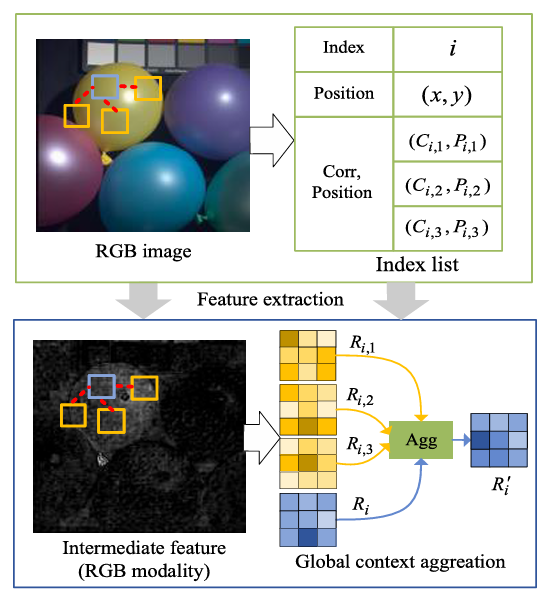 Index
i
Position
(x, y)
Corr,
Position
(C_{i,1}, P_{i,1})
(C_{i,2}, P_{i,2})
(C_{i,3}, P_{i,3})
RGB image
Index list
Feature extraction
R_{i,1}
R_{i,2}
R_{i,3}
R_i
Agg
R_i′
Intermediate feature
(RGB modality)
Global context aggreation